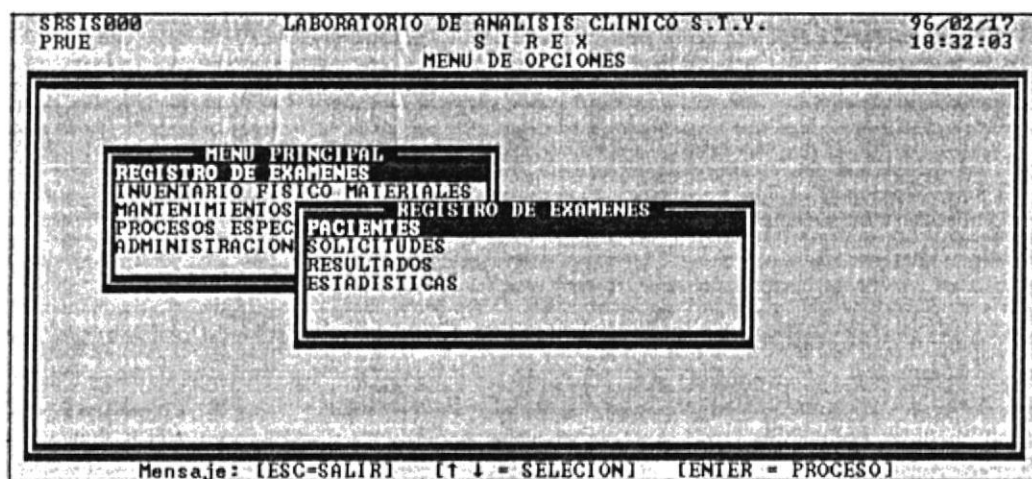 SRSIS000 LABORATORIO DE ANALISIS CLINICO S.T.Y. 96/02/17
PRUE S I R E X 18:32:03
MENU DE OPCIONES
MENU PRINCIPAL
REGISTRO DE EXAMENES
INVENTARIO FISICO MATERIALES
MANTENIMIENTOS
PROCESOS ESPEC
ADMINISTRACION
REGISTRO DE EXAMENES
PACIENTES
SOLICITUDES
RESULTADOS
ESTADISTICAS
Mensaje: [ESC=SALIR] [↑ ↓ = SELECION] [ENTER = PROCESO]